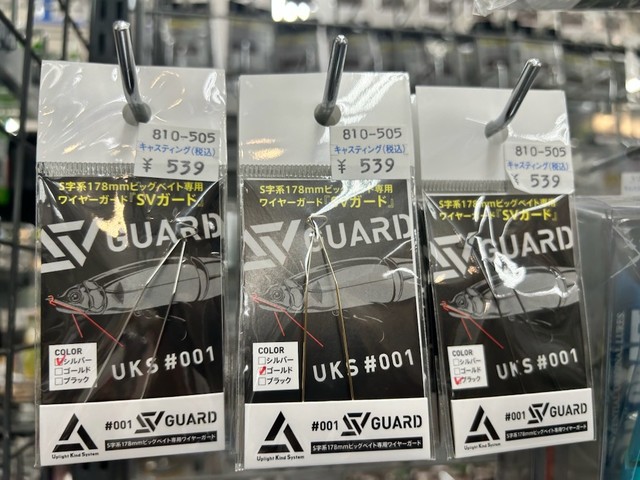 810-505
キャスティング(税込)
¥ 539
S字系178mmビッグベイト専用
ワイヤーガード『SVガード』
SV GUARD
COLOR
シルバー
ゴールド
ブラック
UKS #001
#001 SV GUARD
S字系178mmビッグベイト専用ワイヤーガード
Uplight Kind System
810-505
キャスティング(税込)
¥ 539
S字系178mmビッグベイト専用
ワイヤーガード『SVガード』
SV GUARD
COLOR
シルバー
ゴールド
ブラック
UKS #001
#001 SV GUARD
S字系178mmビッグベイト専用ワイヤーガード
Uplight Kind System
810-505
キャスティング(税込)
¥ 539
S字系178mmビッグベイト専用
ワイヤーガード『SVガード』
SV GUARD
COLOR
シルバー
ゴールド
ブラック
UKS #001
#001 SV GUARD
S字系178mmビッグベイト専用ワイヤーガード
Uplight Kind System